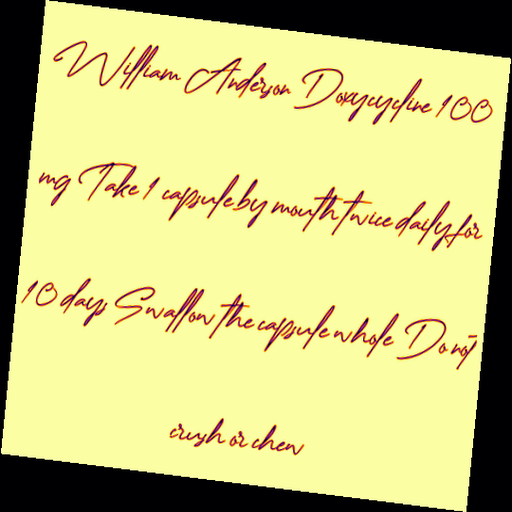 William Anderson Doxycycline 100
mg Take 1 capsule by mouth twice daily for
10 days Swallow the capsule whole Do not
crush or chew